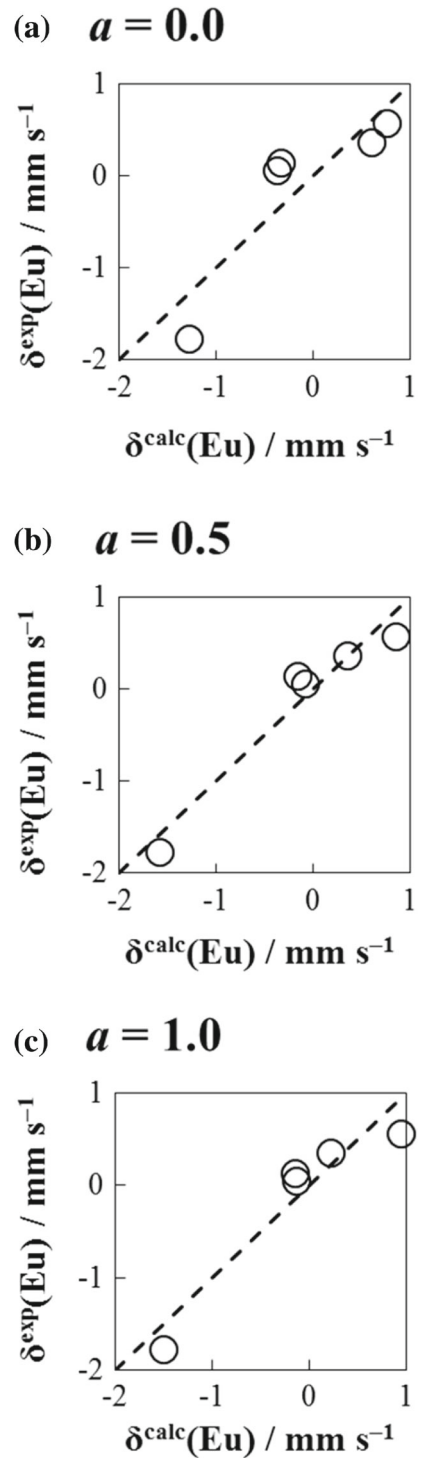 (a) a = 0.0
1
0
-1
-2
-2 -1 0 1
δexp(Eu) / mm s−1
δcalc(Eu) / mm s−1
(b) a = 0.5
1
0
-1
-2
-2 -1 0 1
δexp(Eu) / mm s−1
δcalc(Eu) / mm s−1
(c) a = 1.0
1
0
-1
-2
-2 -1 0 1
δexp(Eu) / mm s−1
δcalc(Eu) / mm s−1